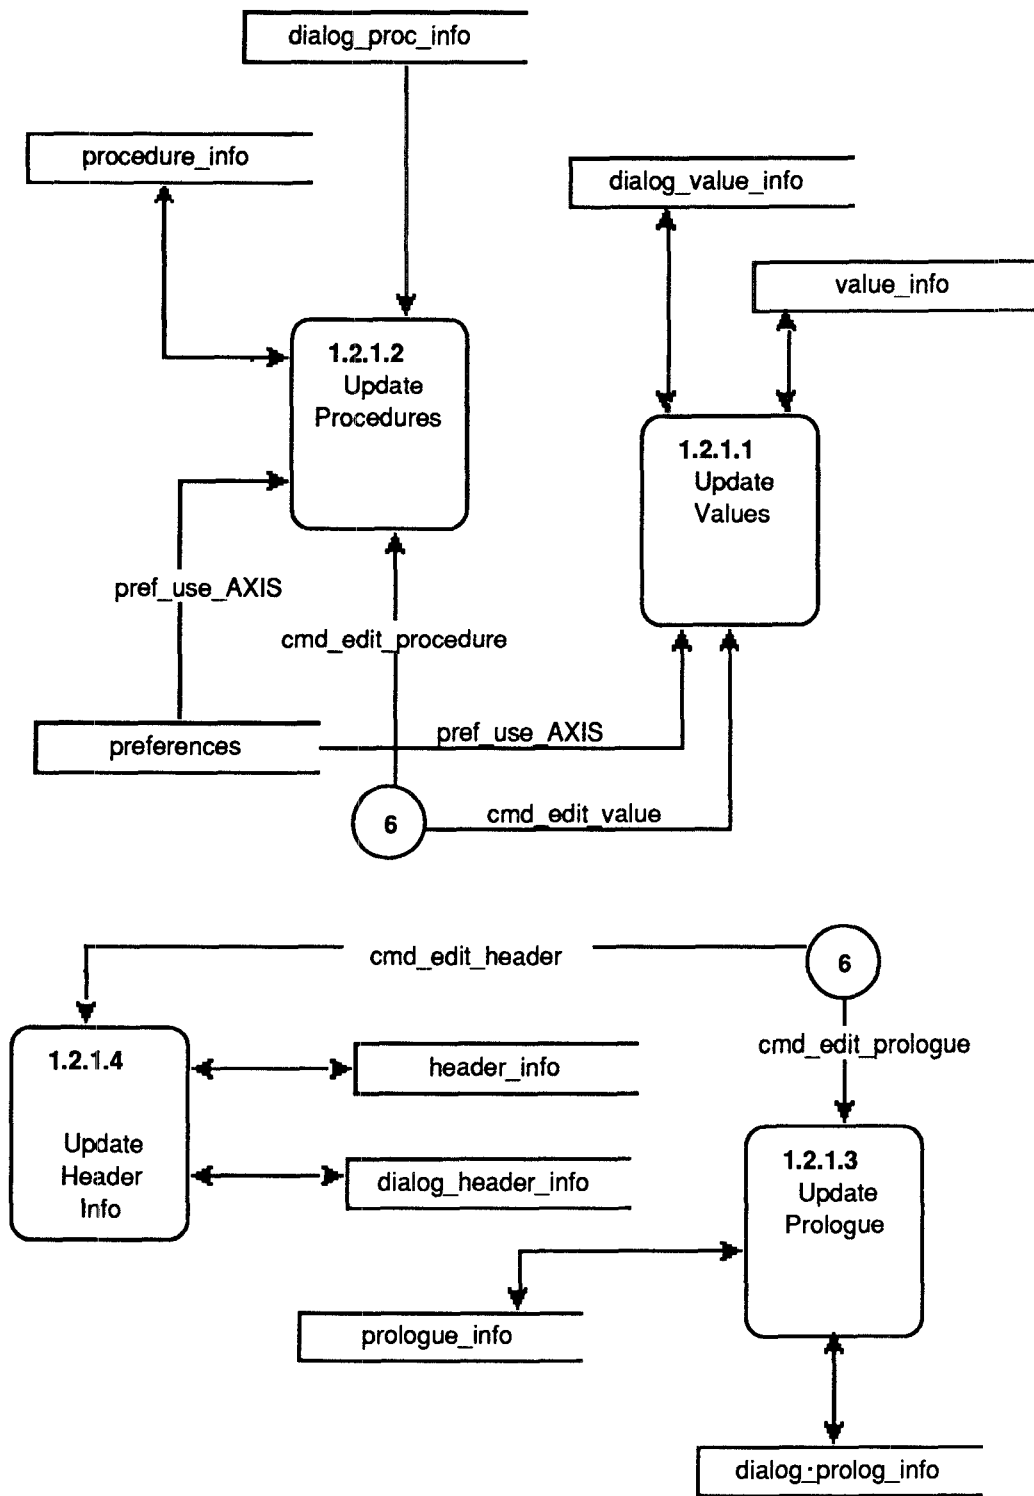 dialog_proc_info
procedure_info
dialog_value_info
value_info
1.2.1.2
Update
Procedures
1.2.1.1
Update
Values
pref_use_AXIS
cmd_edit_procedure
preferences
pref_use_AXIS
6
cmd_edit_value
cmd_edit_header
6
cmd_edit_prologue
1.2.1.4
Update
Header
Info
header_info
dialog_header_info
1.2.1.3
Update
Prologue
prologue_info
dialog·prolog_info